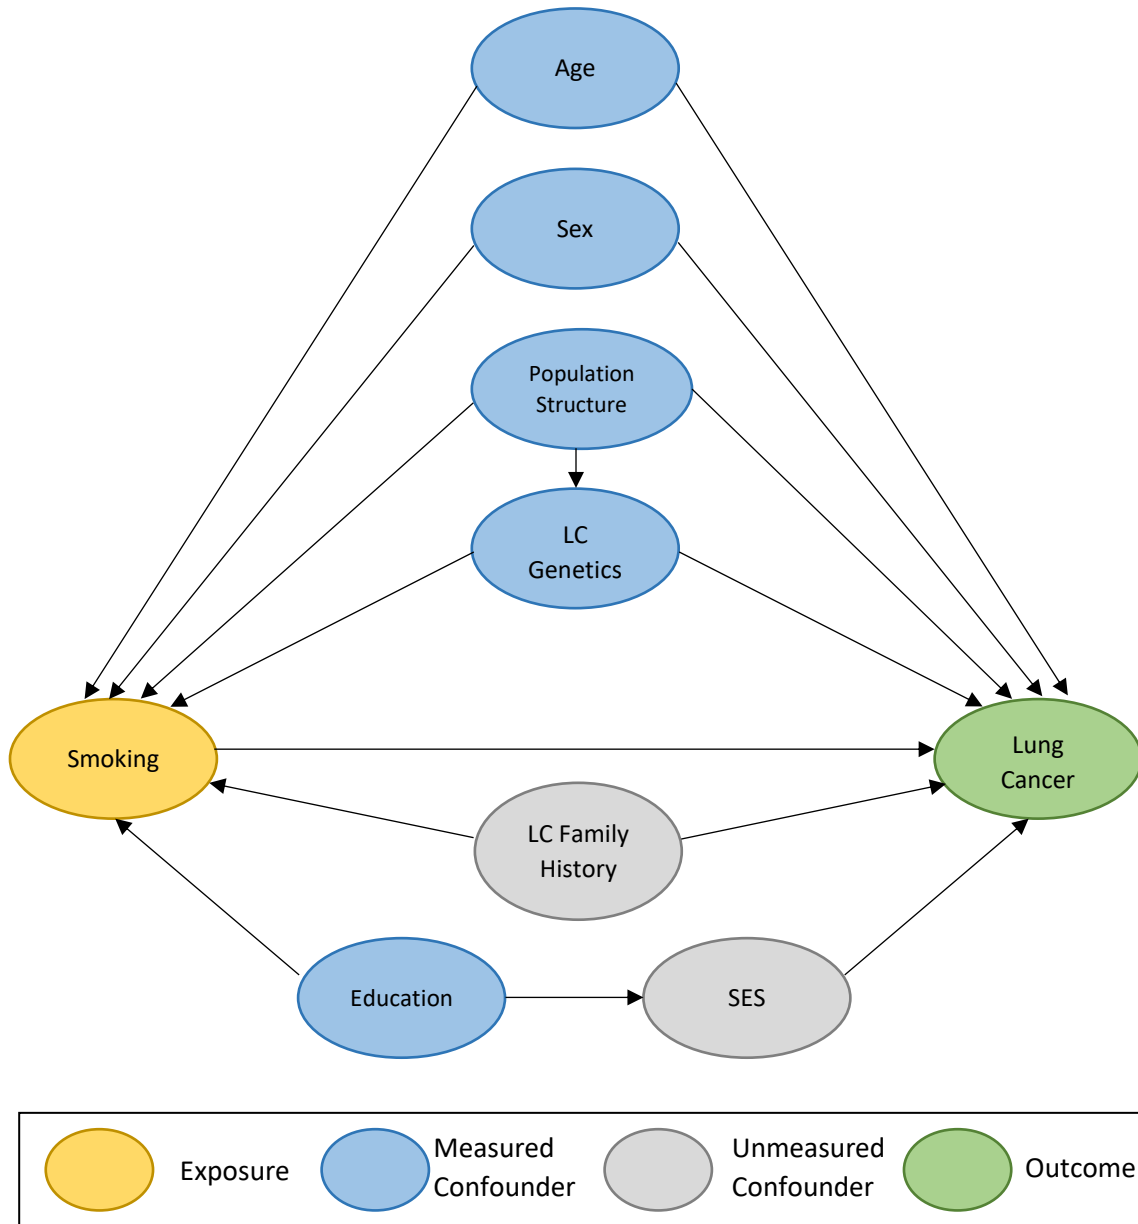 Age
Sex
Population
Structure
LC
Genetics
Smoking
Lung
Cancer
LC Family
History
Education
SES
Exposure
Measured
Confounder
Unmeasured
Confounder
Outcome